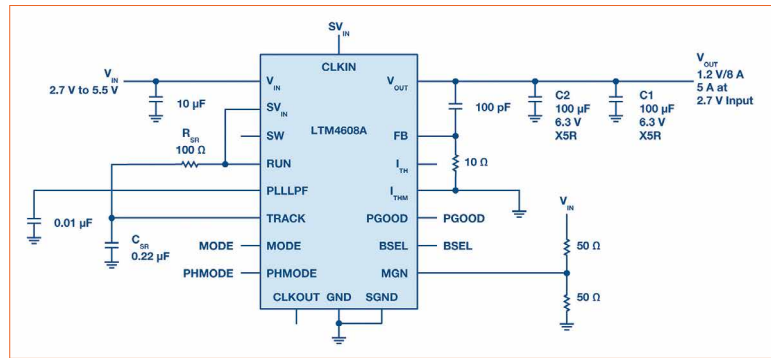 SVIN
CLKIN
VIN
2.7 V to 5.5 V
10 µF
VIN
SVIN
SW
RUN
PLLLPF
TRACK
MODE
PHMODE
CLKOUT
GND
SGND
LTM4608A
VOUT
FB
ITH
ITHM
PGOOD
BSEL
MGN
RSR
100 Ω
0.01 µF
CSR
0.22 µF
MODE
PHMODE
100 pF
10 Ω
C2
100 µF
6.3 V
X5R
C1
100 µF
6.3 V
X5R
VOUT
1.2 V/8 A
5 A at
2.7 V Input
PGOOD
BSEL
VIN
50 Ω
50 Ω